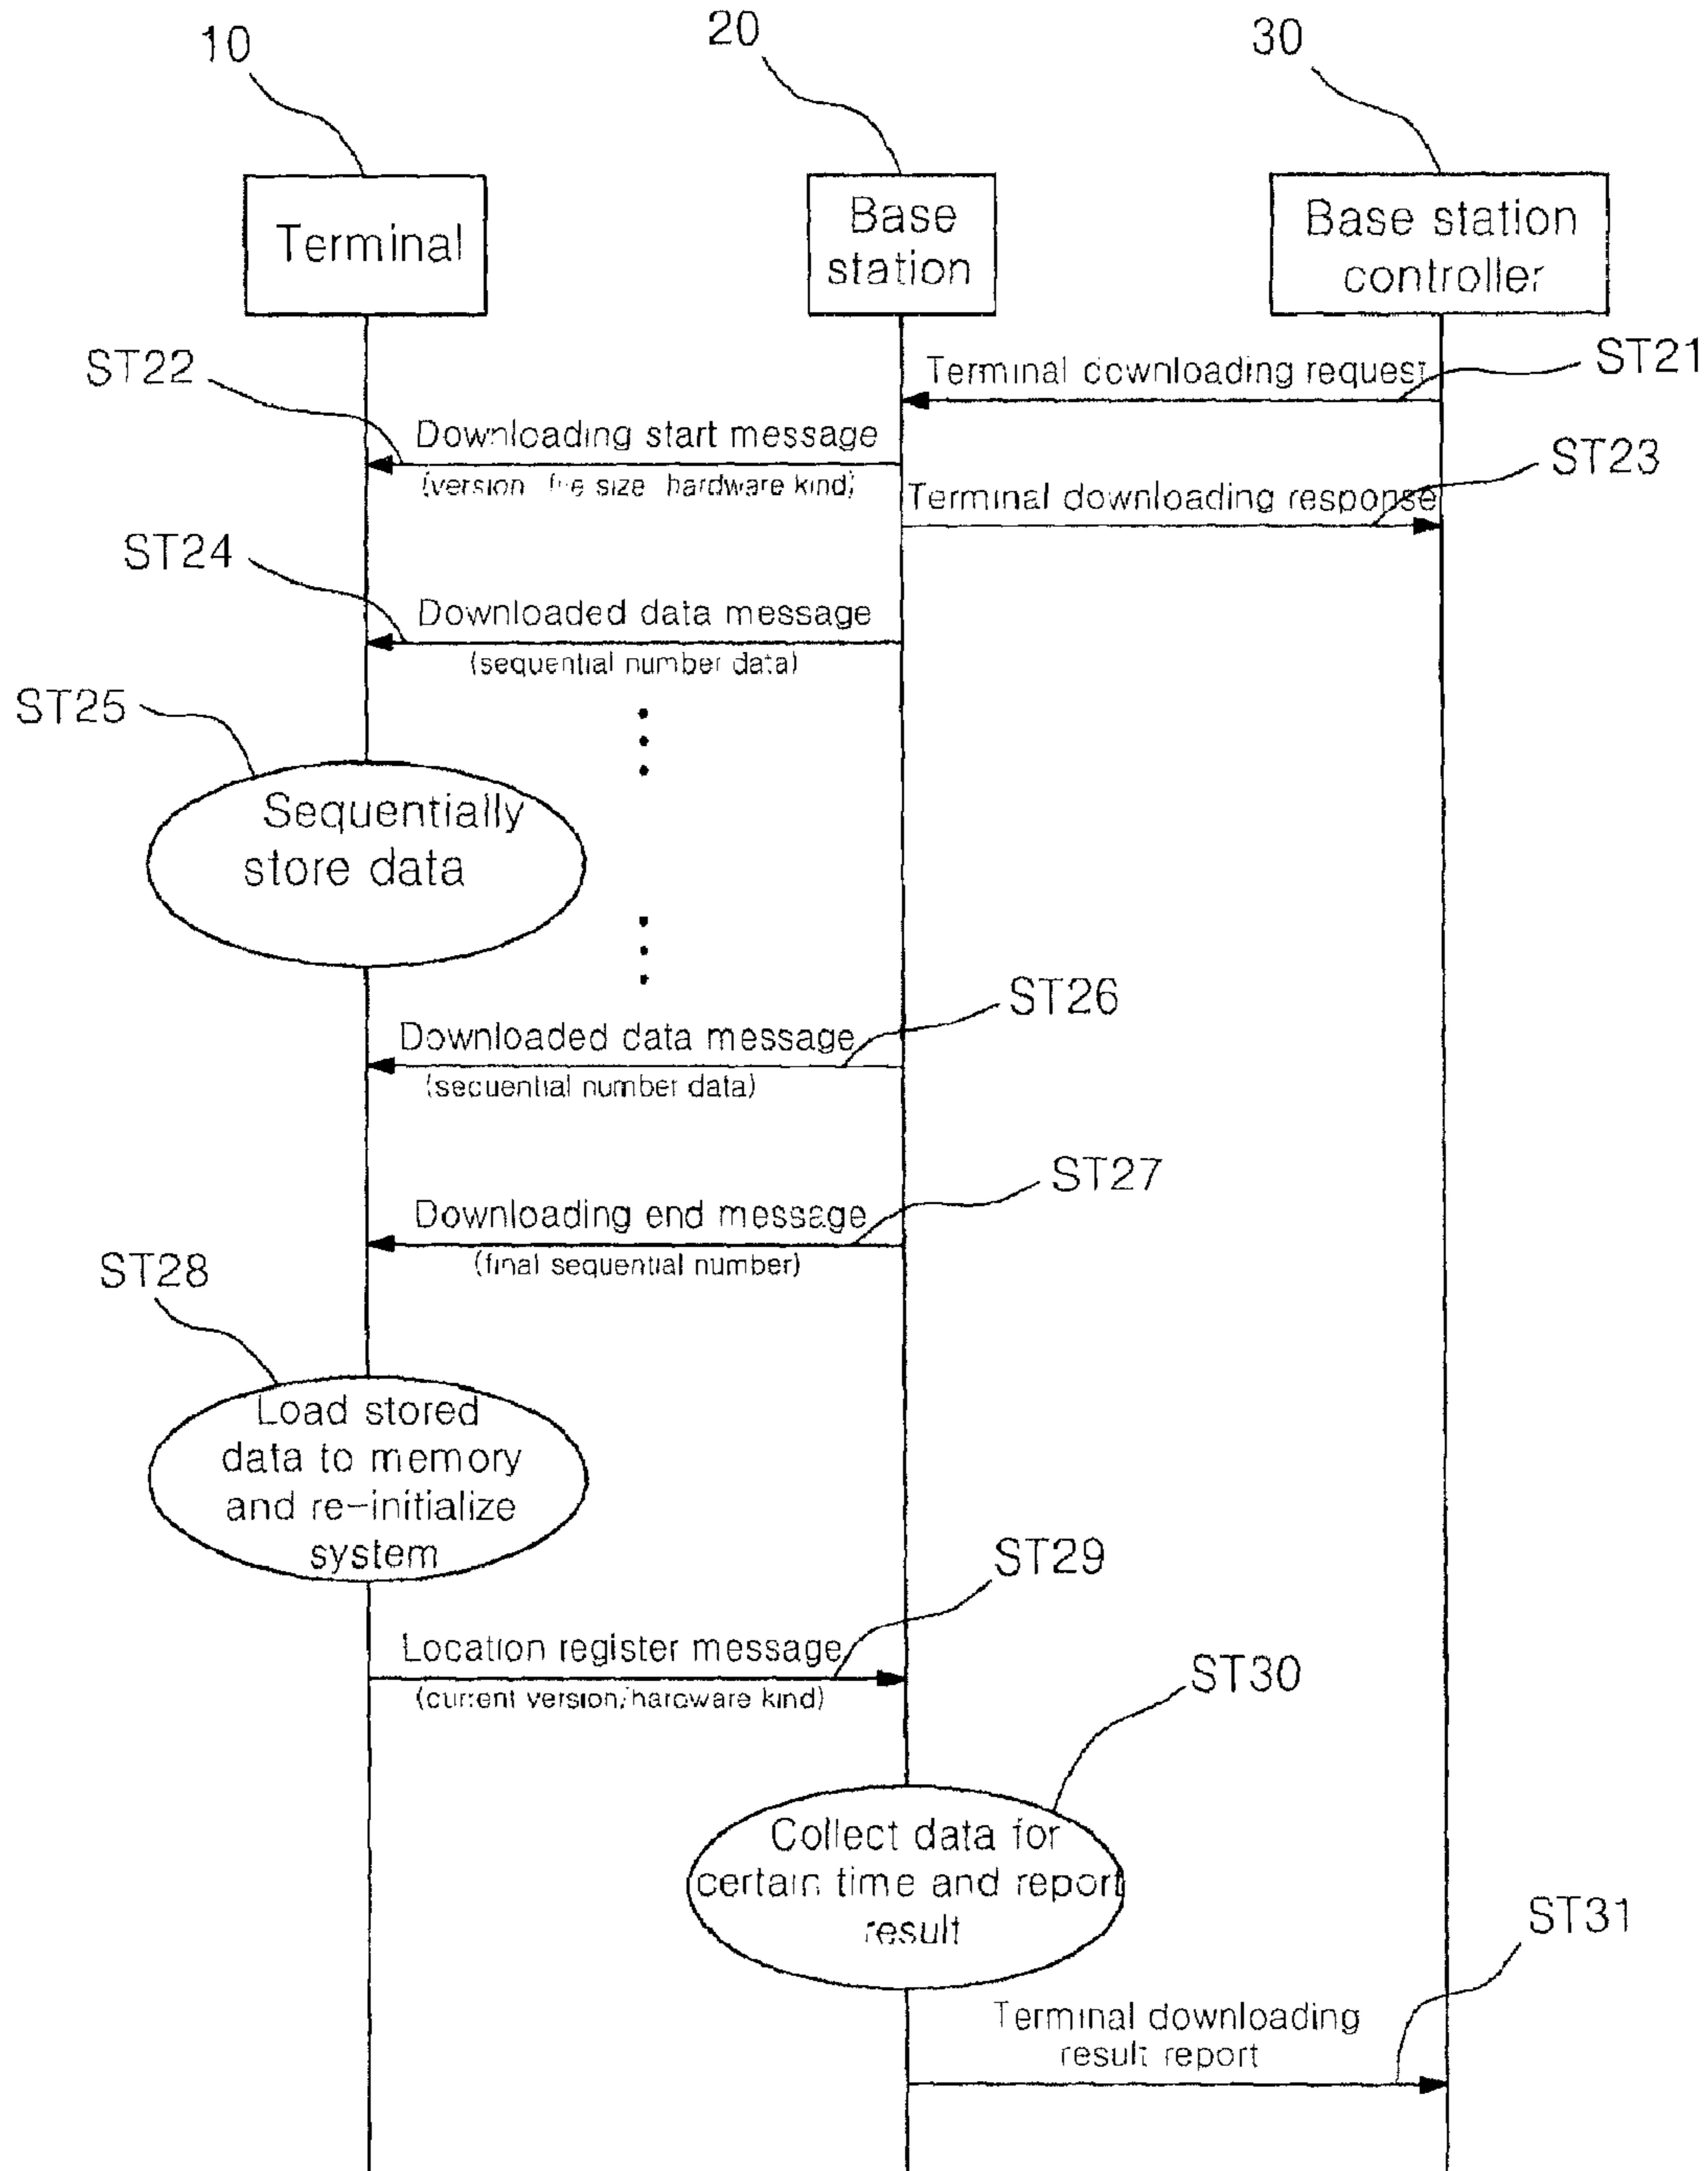 10
20
30
Terminal
Base
station
Base station
controller
ST21
Terminal downloading request
ST22
Downloading start message
(version file size hardware kind)
ST23
Terminal downloading response
ST24
Downloaded data message
(sequential number data)
ST25
Sequentially
store data
ST26
Downloaded data message
(sequential number data)
ST27
Downloading end message
(final sequential number)
ST28
Load stored
data to memory
and re-initialize
system
ST29
Location register message
(current version/hardware kind)
ST30
Collect data for
certain time and report
result
ST31
Terminal downloading
result report